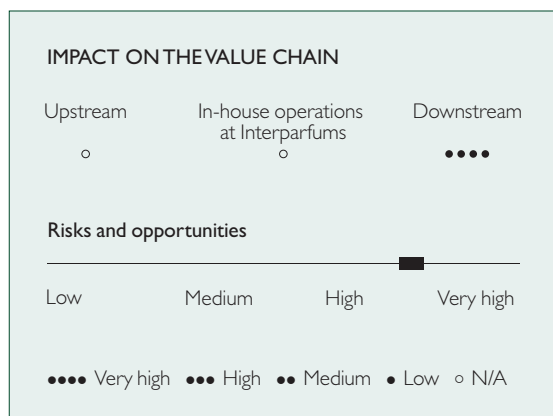 IMPACT ON THE VALUE CHAIN
Upstream In-house operations at Interparfums Downstream
○ ○ ●●●●
Risks and opportunities
Low Medium High Very high
●●●● Very high ●●● High ●● Medium ● Low ○ N/A